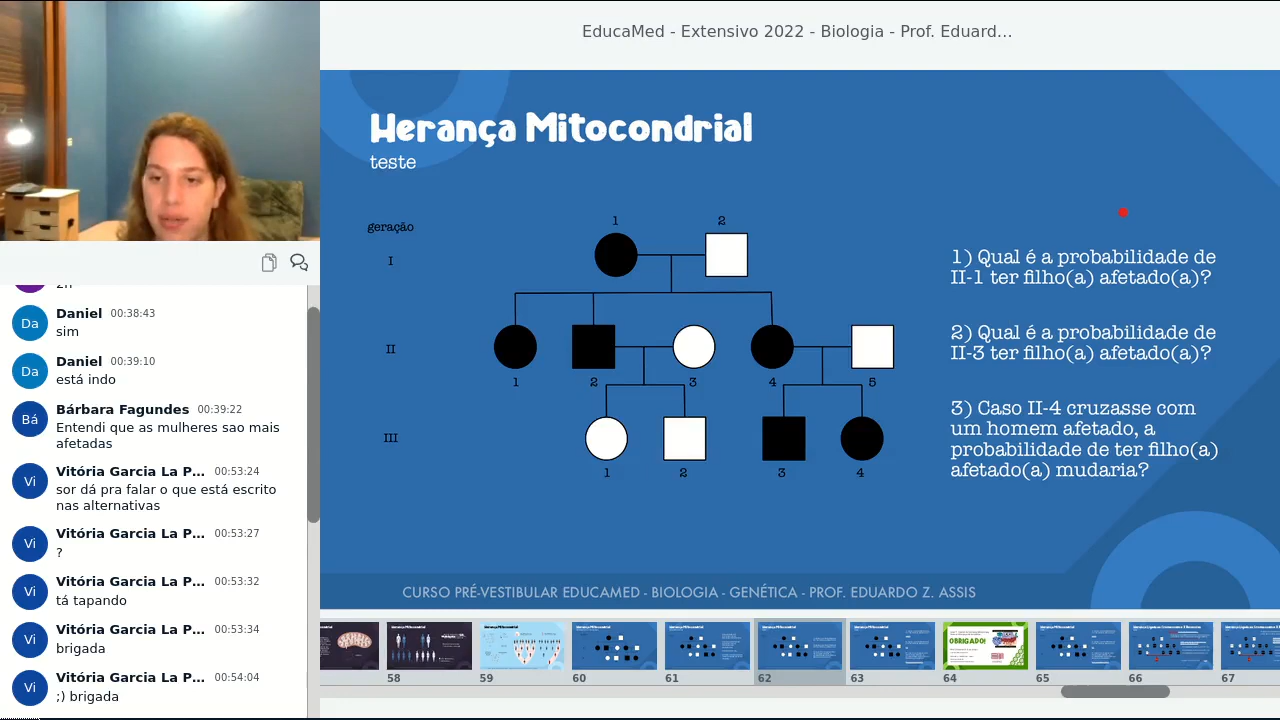 EducaMed - Extensivo 2022 - Biologia - Prof. Eduard...
Daniel 00:38:43
sim
Daniel 00:39:10
está indo
Bárbara Fagundes 00:39:22
Entendi que as mulheres sao mais
afetadas
Vitória Garcia La P... 00:53:24
sor dá pra falar o que está escrito
nas alternativas
Vitória Garcia La P... 00:53:27
?
Vitória Garcia La P... 00:53:32
tá tapando
Vitória Garcia La P... 00:53:34
brigada
Vitória Garcia La P... 00:54:04
;) brigada
Da
Da
Bá
Vi
Vi
Vi
Vi
Vi
Herança Mitocondrial
teste
geração
1 2
I
II
1 2 3 4 5
III
1 2 3 4
1) Qual é a probabilidade de
II-1 ter filho(a) afetado(a)?
2) Qual é a probabilidade de
II-3 ter filho(a) afetado(a)?
3) Caso II-4 cruzasse com
um homem afetado, a
probabilidade de ter filho(a)
afetado(a) mudaria?
CURSO PRÉ-VESTIBULAR EDUCAMED - BIOLOGIA - GENÉTICA - PROF. EDUARDO Z. ASSIS
OBRIGADO!
58 59 60 61 62 63 64 65 66 67